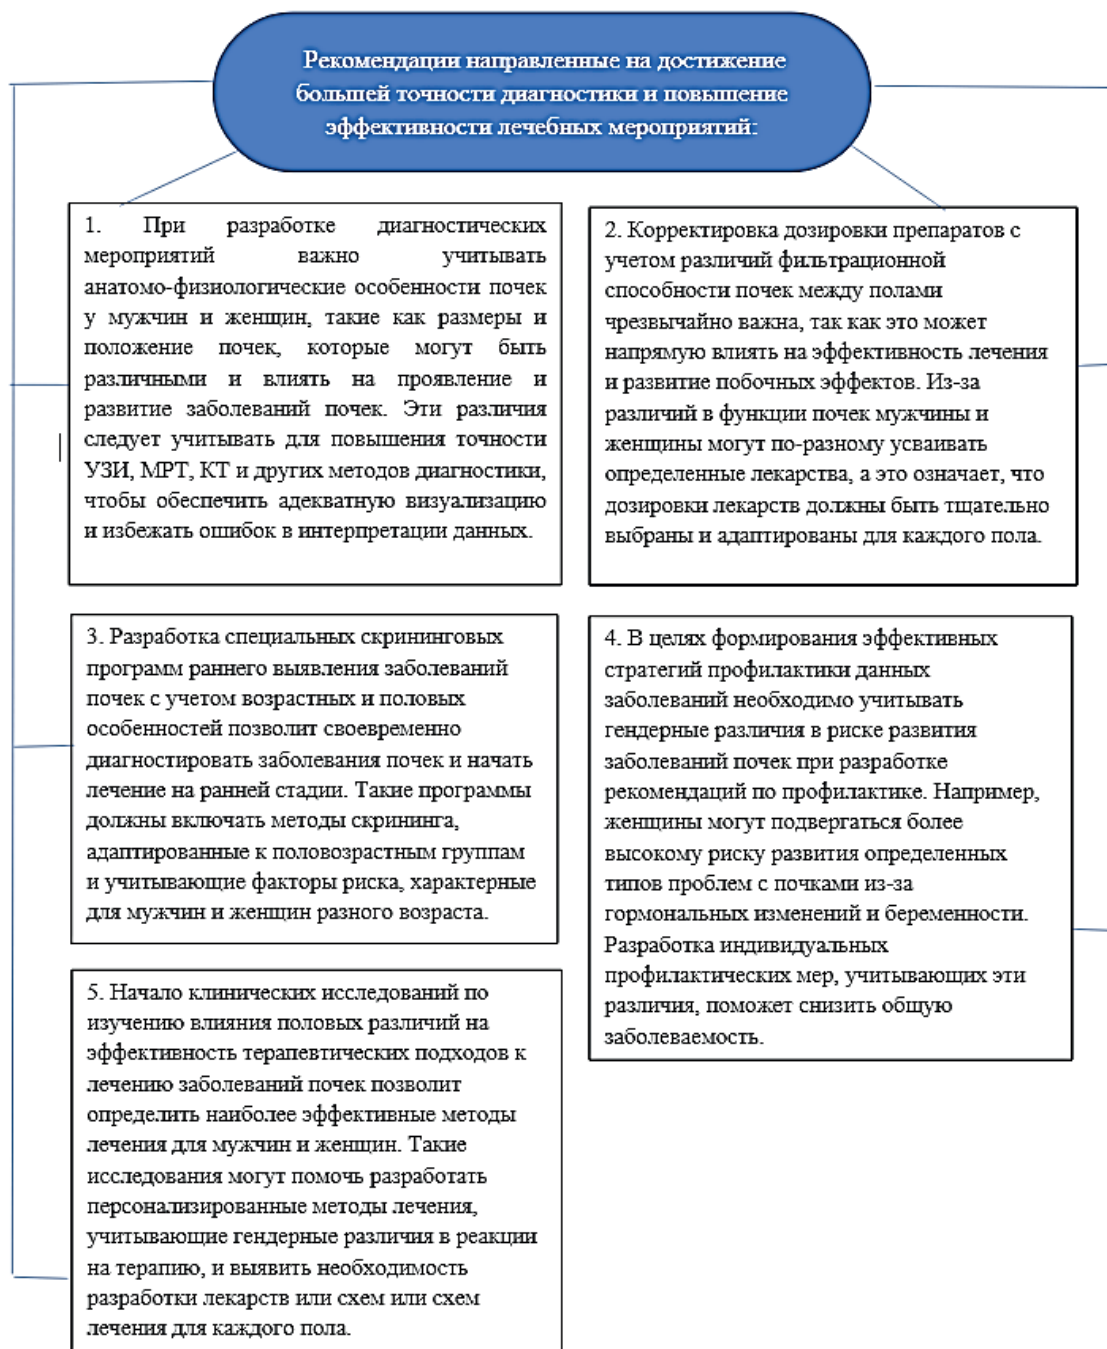 Рекомендации направленные на достижение
большей точности диагностики и повышение
эффективности лечебных мероприятий:
1. При разработке диагностических
мероприятий важно учитывать
анатомо-физиологические особенности почек
у мужчин и женщин, такие как размеры и
положение почек, которые могут быть
различными и влиять на проявление и
развитие заболеваний почек. Эти различия
следует учитывать для повышения точности
УЗИ, МРТ, КТ и других методов диагностики,
чтобы обеспечить адекватную визуализацию
и избежать ошибок в интерпретации данных.
2. Корректировка дозировки препаратов с
учетом различий фильтрационной
способности почек между полами
чрезвычайно важна, так как это может
напрямую влиять на эффективность лечения
и развитие побочных эффектов. Из-за
различий в функции почек мужчины и
женщины могут по-разному усваивать
определенные лекарства, а это означает, что
дозировки лекарств должны быть тщательно
выбраны и адаптированы для каждого пола.
3. Разработка специальных скрининговых
программ раннего выявления заболеваний
почек с учетом возрастных и половых
особенностей позволит своевременно
диагностировать заболевания почек и начать
лечение на ранней стадии. Такие программы
должны включать методы скрининга,
адаптированные к половозрастным группам
и учитывающие факторы риска, характерные
для мужчин и женщин разного возраста.
4. В целях формирования эффективных
стратегий профилактики данных
заболеваний необходимо учитывать
гендерные различия в риске развития
заболеваний почек при разработке
рекомендаций по профилактике. Например,
женщины могут подвергаться более
высокому риску развития определенных
типов проблем с почками из-за
гормональных изменений и беременности.
Разработка индивидуальных
профилактических мер, учитывающих эти
различия, поможет снизить общую
заболеваемость.
5. Начало клинических исследований по
изучению влияния половых различий на
эффективность терапевтических подходов к
лечению заболеваний почек позволит
определить наиболее эффективные методы
лечения для мужчин и женщин. Такие
исследования могут помочь разработать
персонализированные методы лечения,
учитывающие гендерные различия в реакции
на терапию, и выявить необходимость
разработки лекарств или схем или схем
лечения для каждого пола.